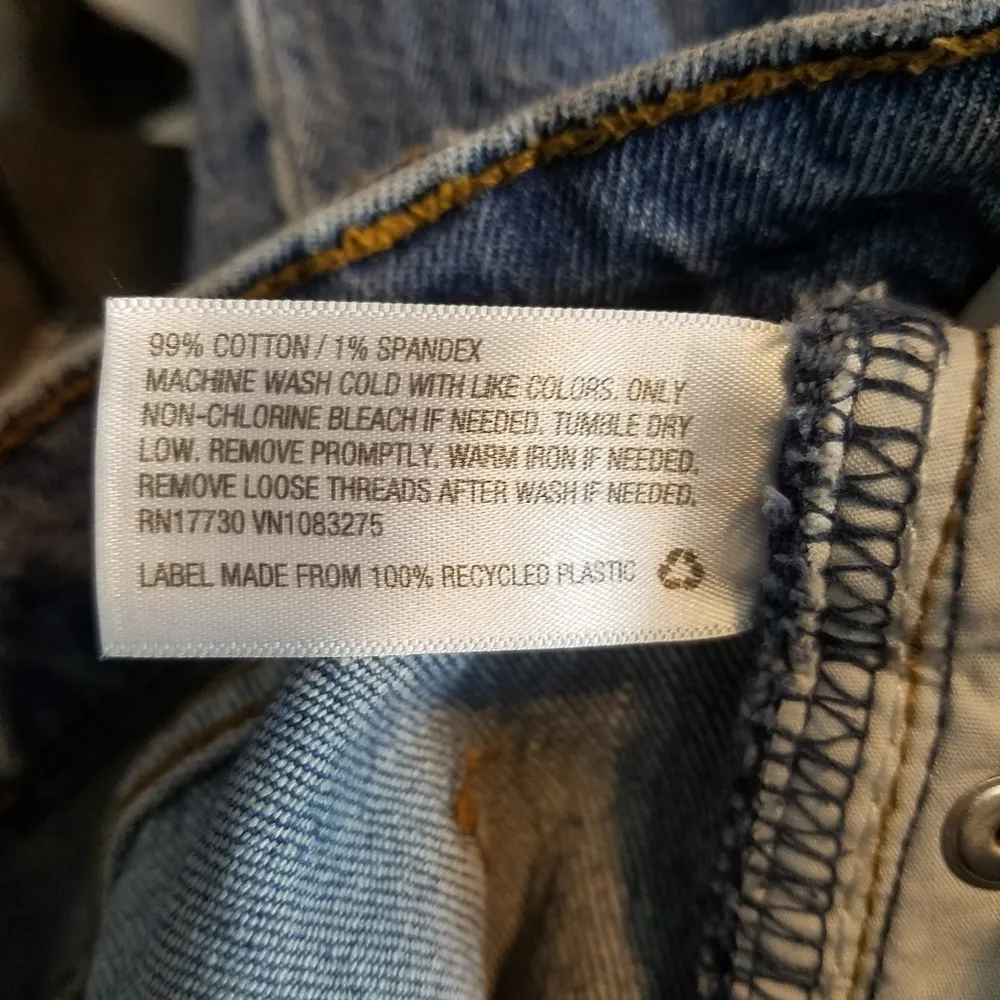 99% COTTON / 1% SPANDEX
MACHINE WASH COLD WITH LIKE COLORS. ONLY
NON-CHLORINE BLEACH IF NEEDED. TUMBLE DRY
LOW. REMOVE PROMPTLY. WARM IRON IF NEEDED.
REMOVE LOOSE THREADS AFTER WASH IF NEEDED.
RN17730 VN1083275
LABEL MADE FROM 100% RECYCLED PLASTIC